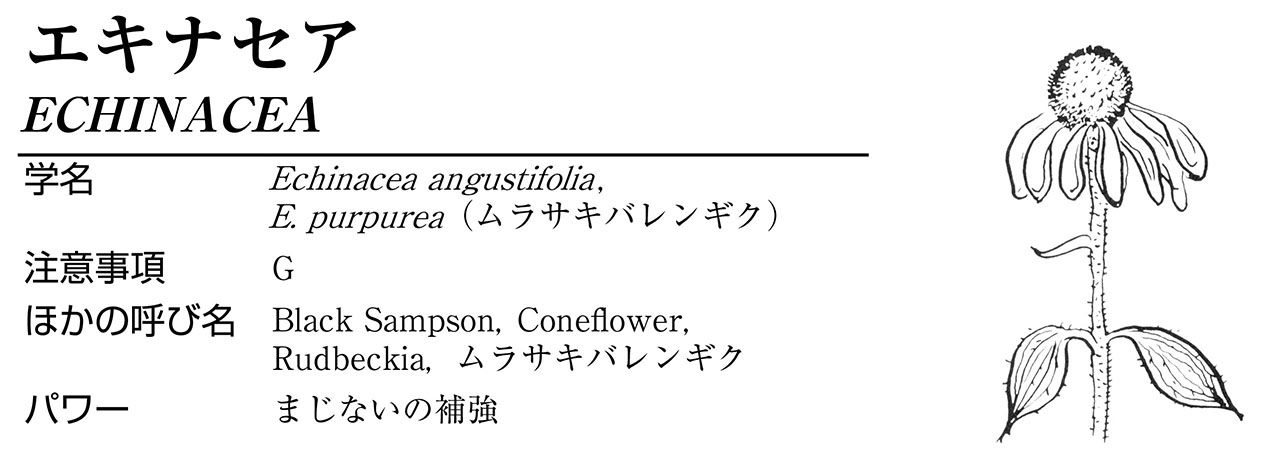 エキナセア
ECHINACEA
学名 Echinacea angustifolia,
E. purpurea（ムラサキバレンギク）
注意事項 G
ほかの呼び名 Black Sampson, Coneflower,
Rudbeckia, ムラサキバレンギク
パワー まじないの補強